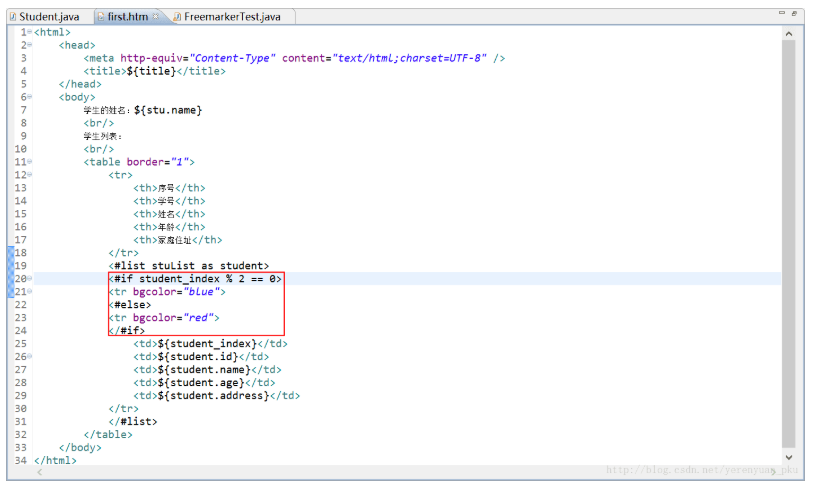 Student.java first.htm FreemarkerTest.java
1 <html>
2 <head>
3 <meta http-equiv="Content-Type" content="text/html;charset=UTF-8" />
4 <title>${title}</title>
5 </head>
6 <body>
7 学生的姓名：${stu.name}
8 <br/>
9 学生列表：
10 <br/>
11 <table border="1">
12 <tr>
13 <th>序号</th>
14 <th>学号</th>
15 <th>姓名</th>
16 <th>年龄</th>
17 <th>家庭住址</th>
18 </tr>
19 <#list stuList as student>
20 <#if student_index % 2 == 0>
21 <tr bgcolor="blue">
22 <#else>
23 <tr bgcolor="red">
24 </#if>
25 <td>${student_index}</td>
26 <td>${student.id}</td>
27 <td>${student.name}</td>
28 <td>${student.age}</td>
29 <td>${student.address}</td>
30 </tr>
31 </#list>
32 </table>
33 </body>
34 </html>
http://blog.csdn.net/yerenyuan_pku